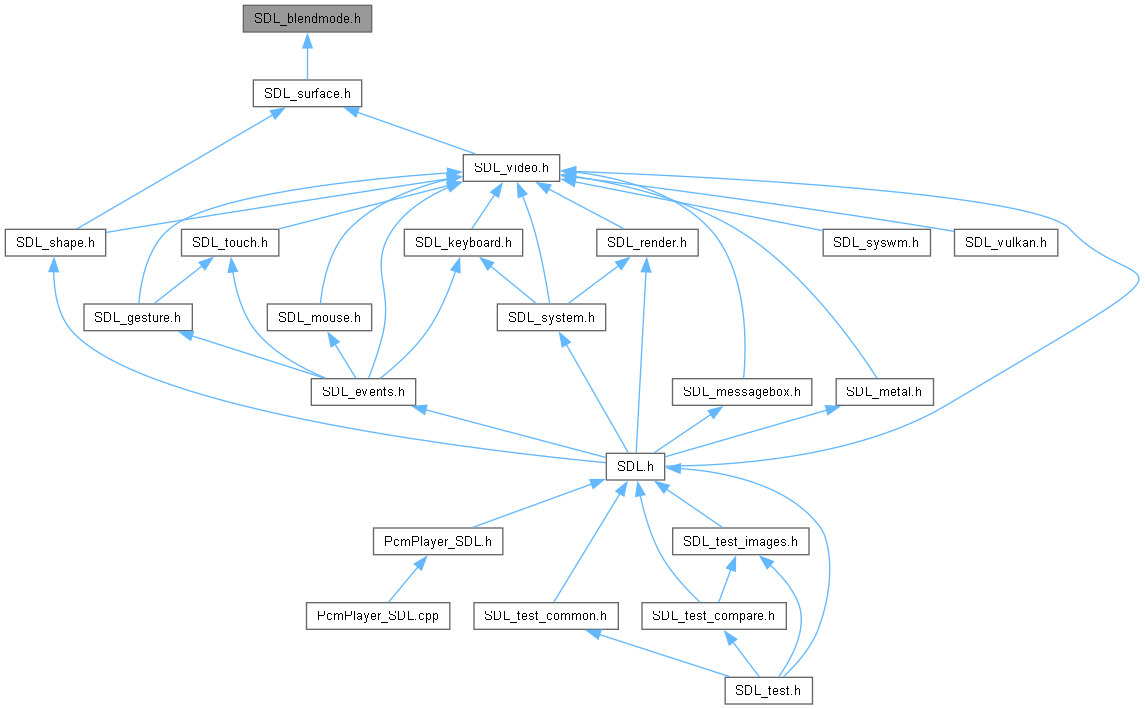 SDL_blendmode.h
SDL_surface.h
SDL_video.h
SDL_shape.h
SDL_touch.h
SDL_keyboard.h
SDL_render.h
SDL_syswm.h
SDL_vulkan.h
SDL_gesture.h
SDL_mouse.h
SDL_system.h
SDL_events.h
SDL_messagebox.h
SDL_metal.h
SDL.h
PcmPlayer_SDL.h
SDL_test_images.h
PcmPlayer_SDL.cpp
SDL_test_common.h
SDL_test_compare.h
SDL_test.h